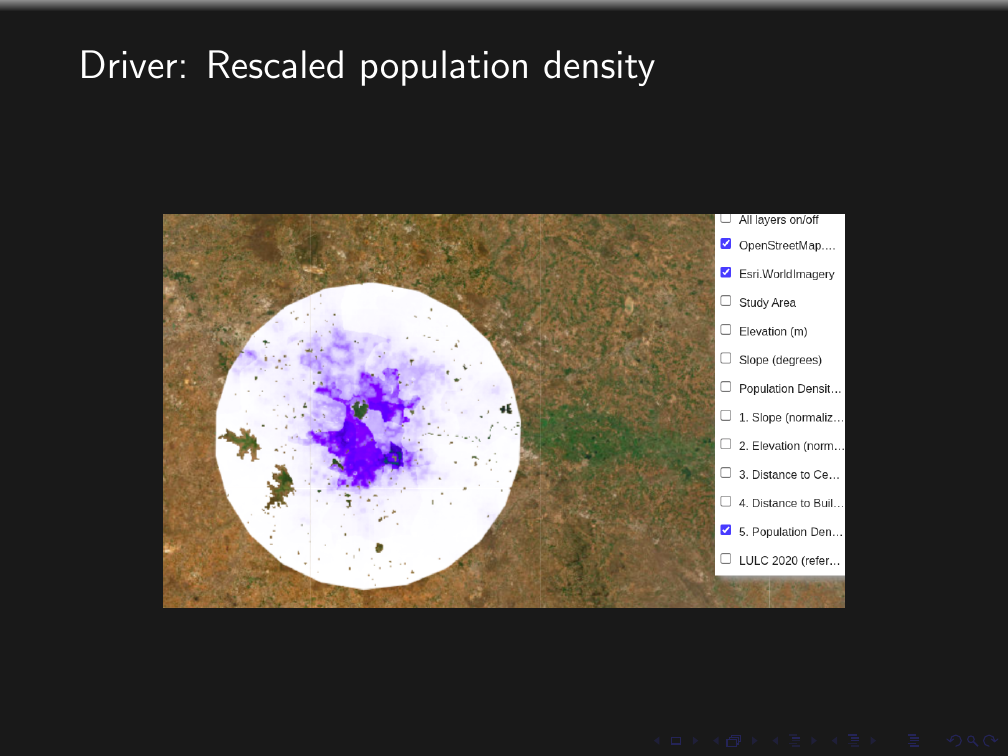 Driver: Rescaled population density
All layers on/off
OpenStreetMap....
Esri.WorldImagery
Study Area
Elevation (m)
Slope (degrees)
Population Densit...
1. Slope (normaliz...
2. Elevation (norm...
3. Distance to Ce...
4. Distance to Buil...
5. Population Den...
LULC 2020 (refer...